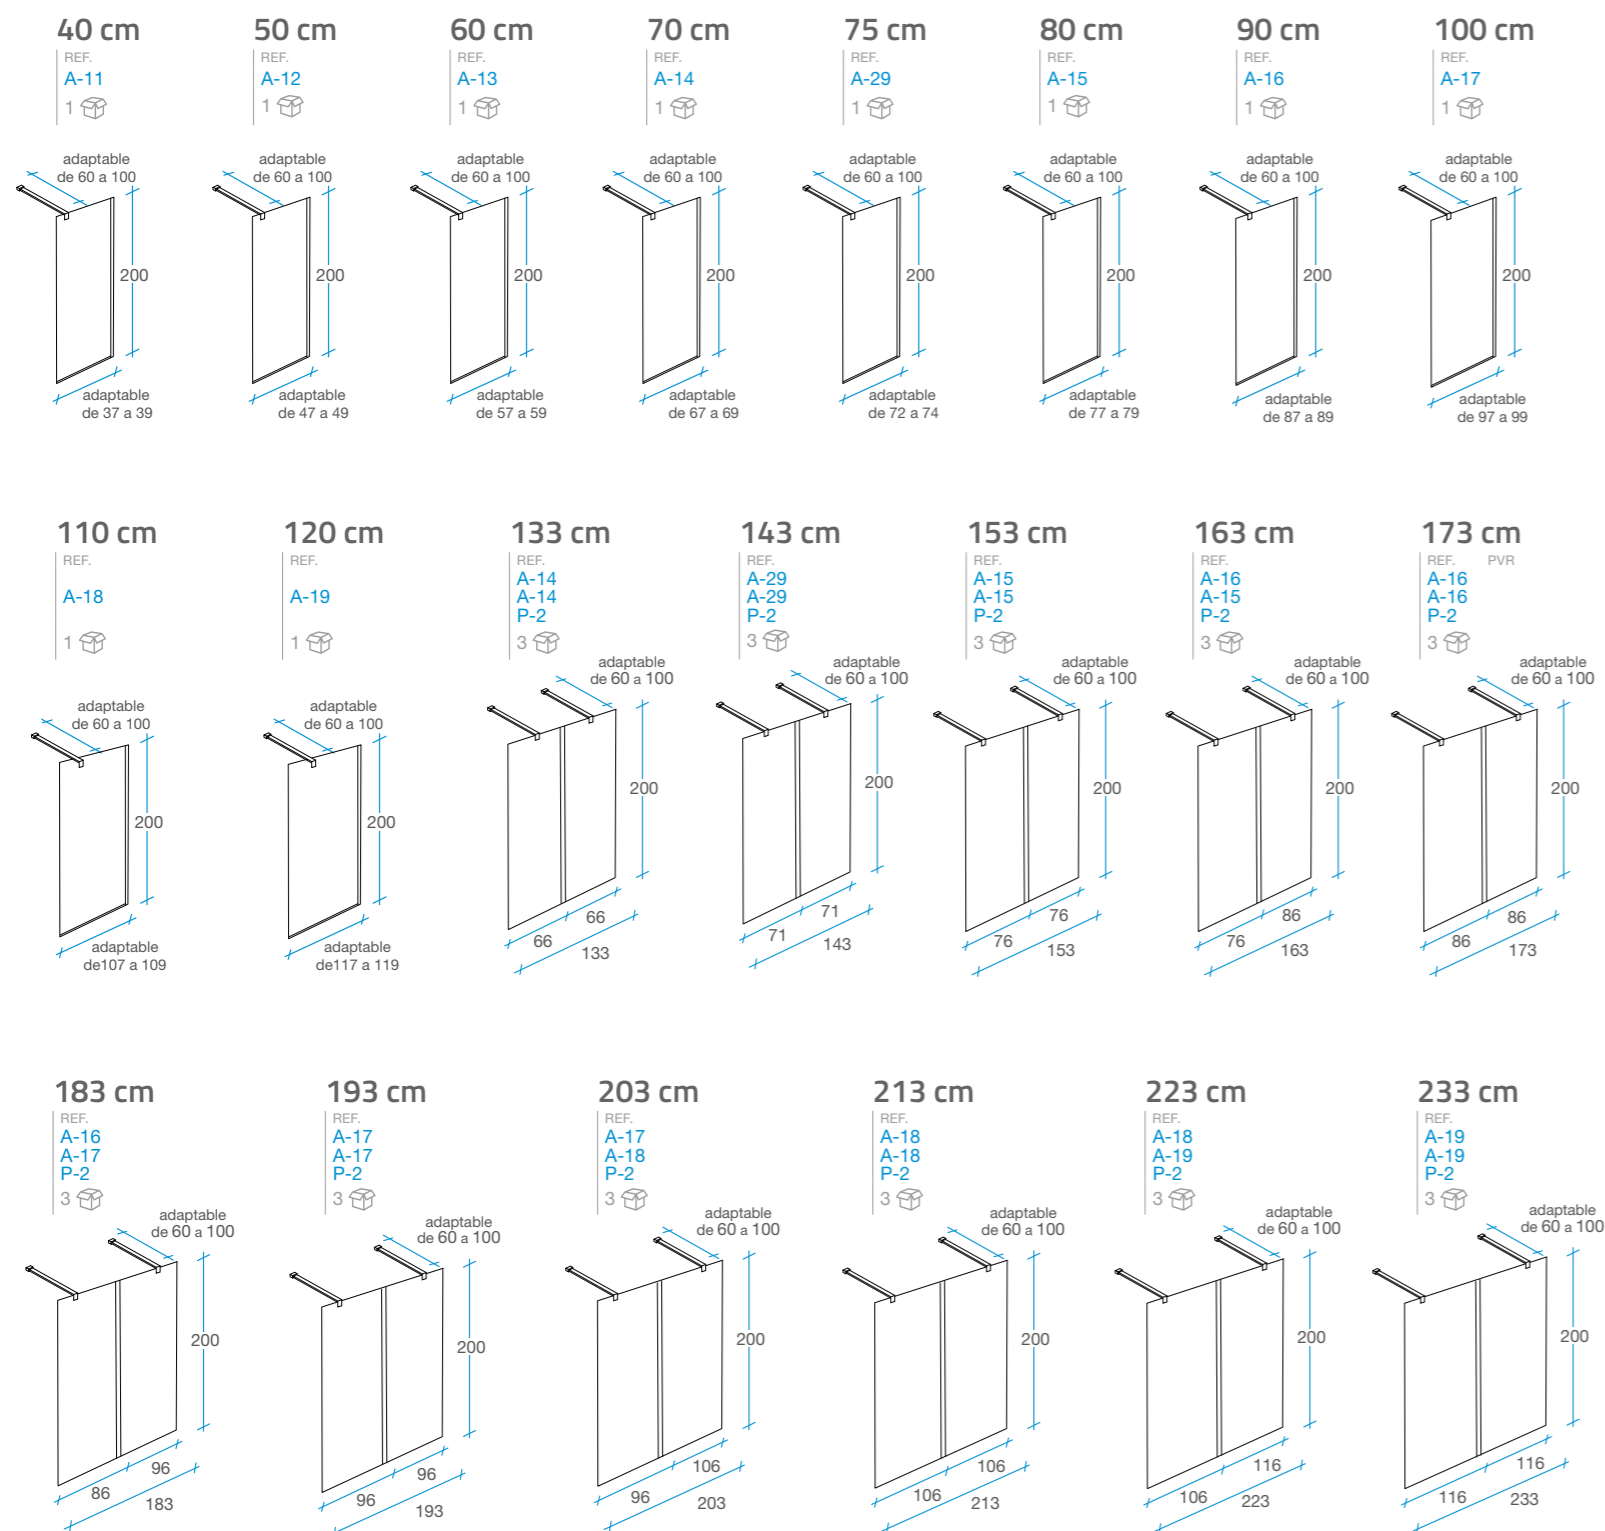 40 cm
REF.
A-11
1
adaptable
de 60 a 100
200
adaptable
de 37 a 39
50 cm
REF.
A-12
1
adaptable
de 60 a 100
200
adaptable
de 47 a 49
60 cm
REF.
A-13
1
adaptable
de 60 a 100
200
adaptable
de 57 a 59
70 cm
REF.
A-14
1
adaptable
de 60 a 100
200
adaptable
de 67 a 69
75 cm
REF.
A-29
1
adaptable
de 60 a 100
200
adaptable
de 72 a 74
80 cm
REF.
A-15
1
adaptable
de 60 a 100
200
adaptable
de 77 a 79
90 cm
REF.
A-16
1
adaptable
de 60 a 100
200
adaptable
de 87 a 89
100 cm
REF.
A-17
1
adaptable
de 60 a 100
200
adaptable
de 97 a 99
110 cm
REF.
A-18
1
adaptable
de 60 a 100
200
adaptable
de107 a 109
120 cm
REF.
A-19
1
adaptable
de 60 a 100
200
adaptable
de117 a 119
133 cm
REF.
A-14
A-14
P-2
3
adaptable
de 60 a 100
200
66
66
133
143 cm
REF.
A-29
A-29
P-2
3
adaptable
de 60 a 100
200
71
71
143
153 cm
REF.
A-15
A-15
P-2
3
adaptable
de 60 a 100
200
76
76
153
163 cm
REF.
A-16
A-15
P-2
3
adaptable
de 60 a 100
200
86
76
163
173 cm
REF. PVR
A-16
A-16
P-2
3
adaptable
de 60 a 100
200
86
86
173
183 cm
REF.
A-16
A-17
P-2
3
adaptable
de 60 a 100
200
96
86
183
193 cm
REF.
A-17
A-17
P-2
3
adaptable
de 60 a 100
200
96
96
193
203 cm
REF.
A-17
A-18
P-2
3
adaptable
de 60 a 100
200
106
96
203
213 cm
REF.
A-18
A-18
P-2
3
adaptable
de 60 a 100
200
106
106
213
223 cm
REF.
A-18
A-19
P-2
3
adaptable
de 60 a 100
200
116
106
223
233 cm
REF.
A-19
A-19
P-2
3
adaptable
de 60 a 100
200
116
116
233